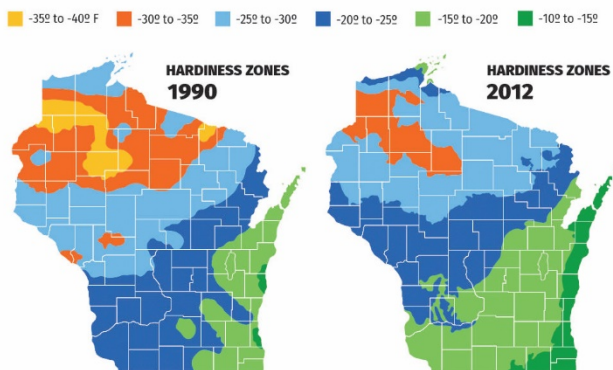 -35º to -40º F -30º to -35º -25º to -30º -20º to -25º -15º to -20º -10º to -15º
HARDINESS ZONES
1990
HARDINESS ZONES
2012